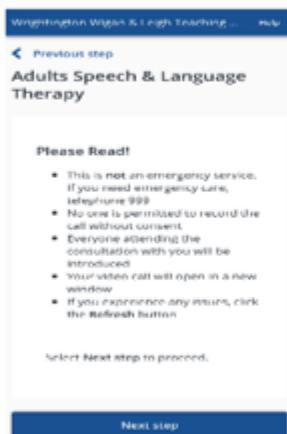 Wrightington Wigan & Leigh Teaching ... Help
Previous step
Adults Speech & Language
Therapy
Please Read!
This is not an emergency service.
If you need emergency care,
telephone 999
No one is permitted to record the
call without consent
Everyone attending the
consultation with you will be
introduced
Your video call will open in a new
window
If you experience any issues, click
the Refresh button
Select Next step to proceed.
Next step